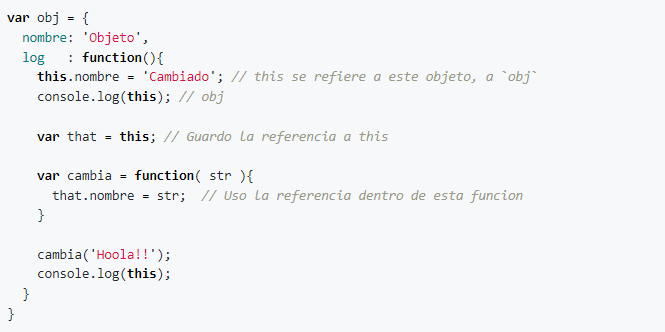 var obj = {
  nombre: 'Objeto',
  log   : function(){
    this.nombre = 'Cambiado'; // this se refiere a este objeto, a `obj`
    console.log(this); // obj

    var that = this; // Guardo la referencia a this

    var cambia = function( str ){
      that.nombre = str;  // Uso la referencia dentro de esta funcion
    }

    cambia('Hoola!!');
    console.log(this);
  }
}